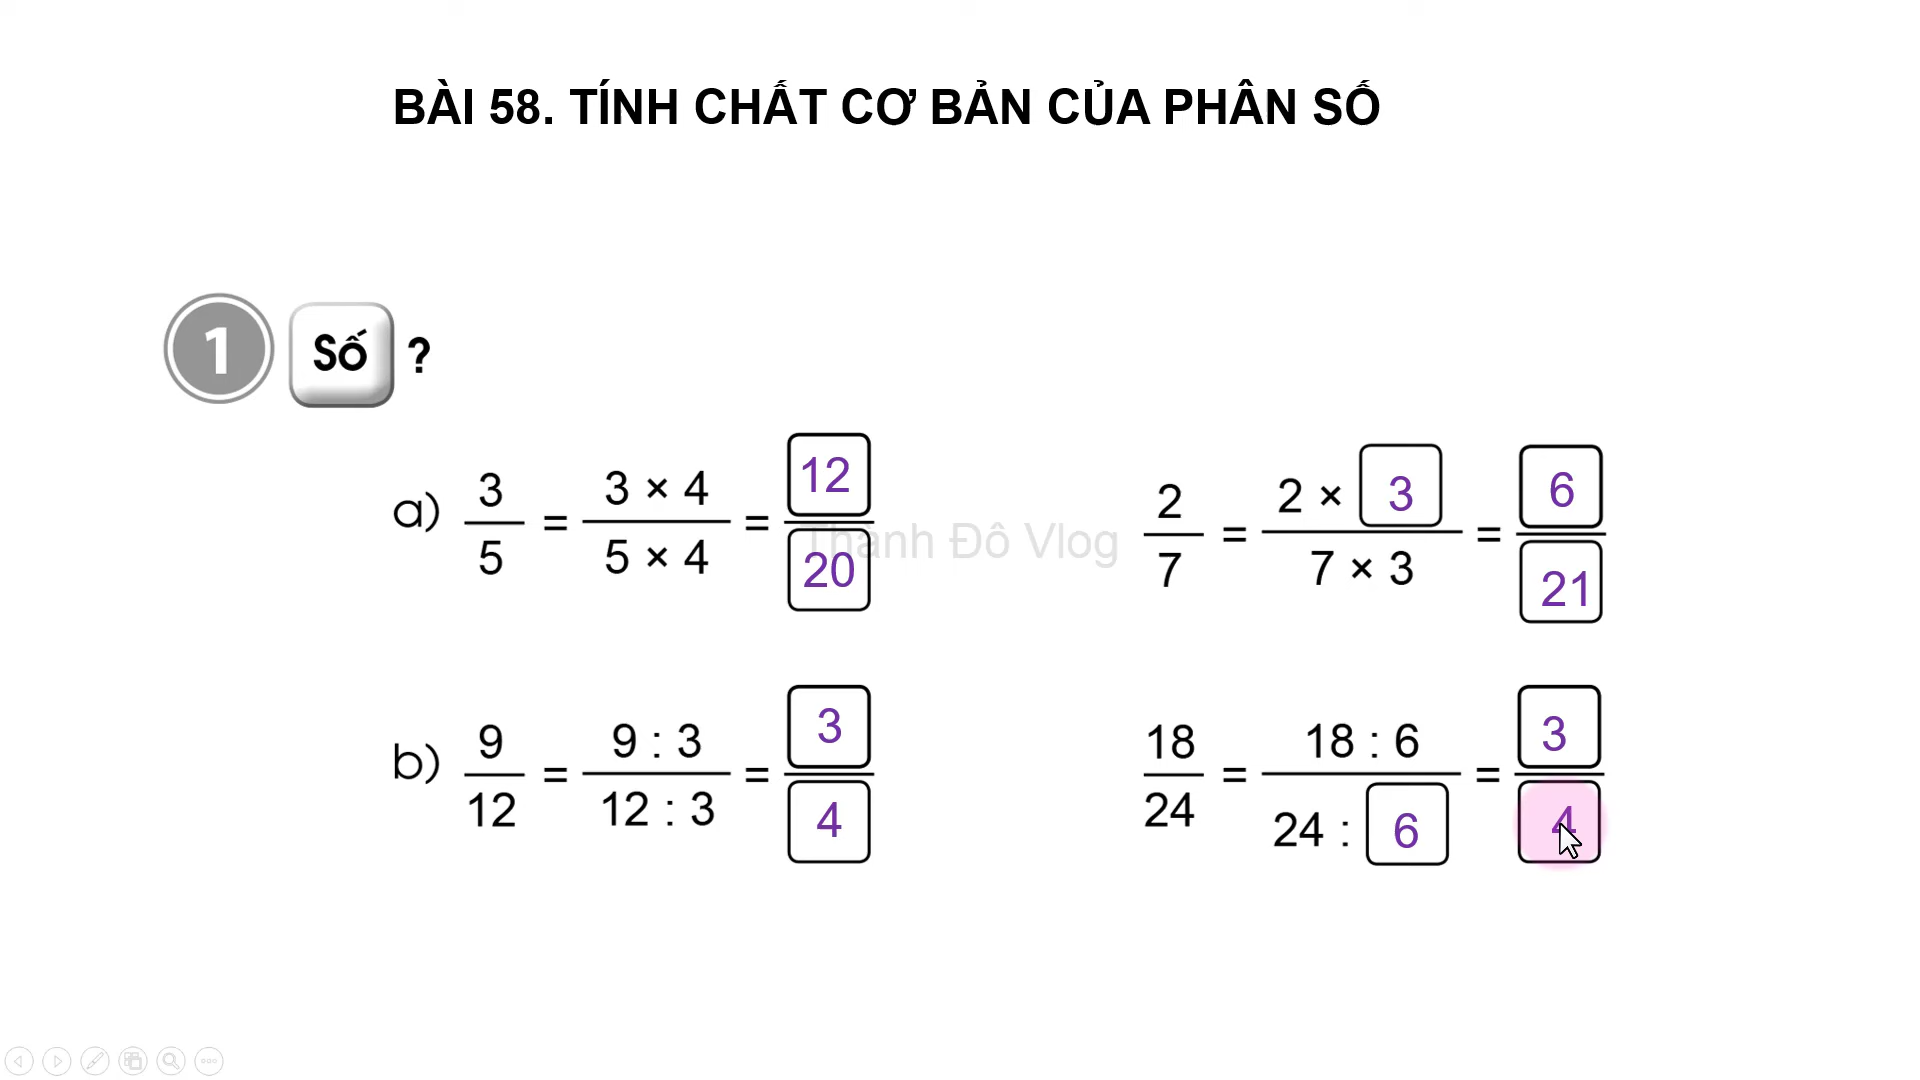 BÀI 58. TÍNH CHẤT CƠ BẢN CỦA PHÂN SỐ
1 Số ?
a) 3/5 = 3 × 4 / 5 × 4 = 12/20
2/7 = 2 × 3 / 7 × 3 = 6/21
Thành Đô Vlog
b) 9/12 = 9 : 3 / 12 : 3 = 3/4
18/24 = 18 : 6 / 24 : 6 = 3/4